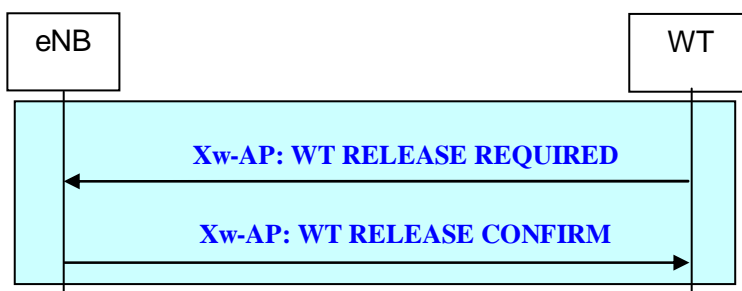 eNB
WT
Xw-AP: WT RELEASE REQUIRED
Xw-AP: WT RELEASE CONFIRM